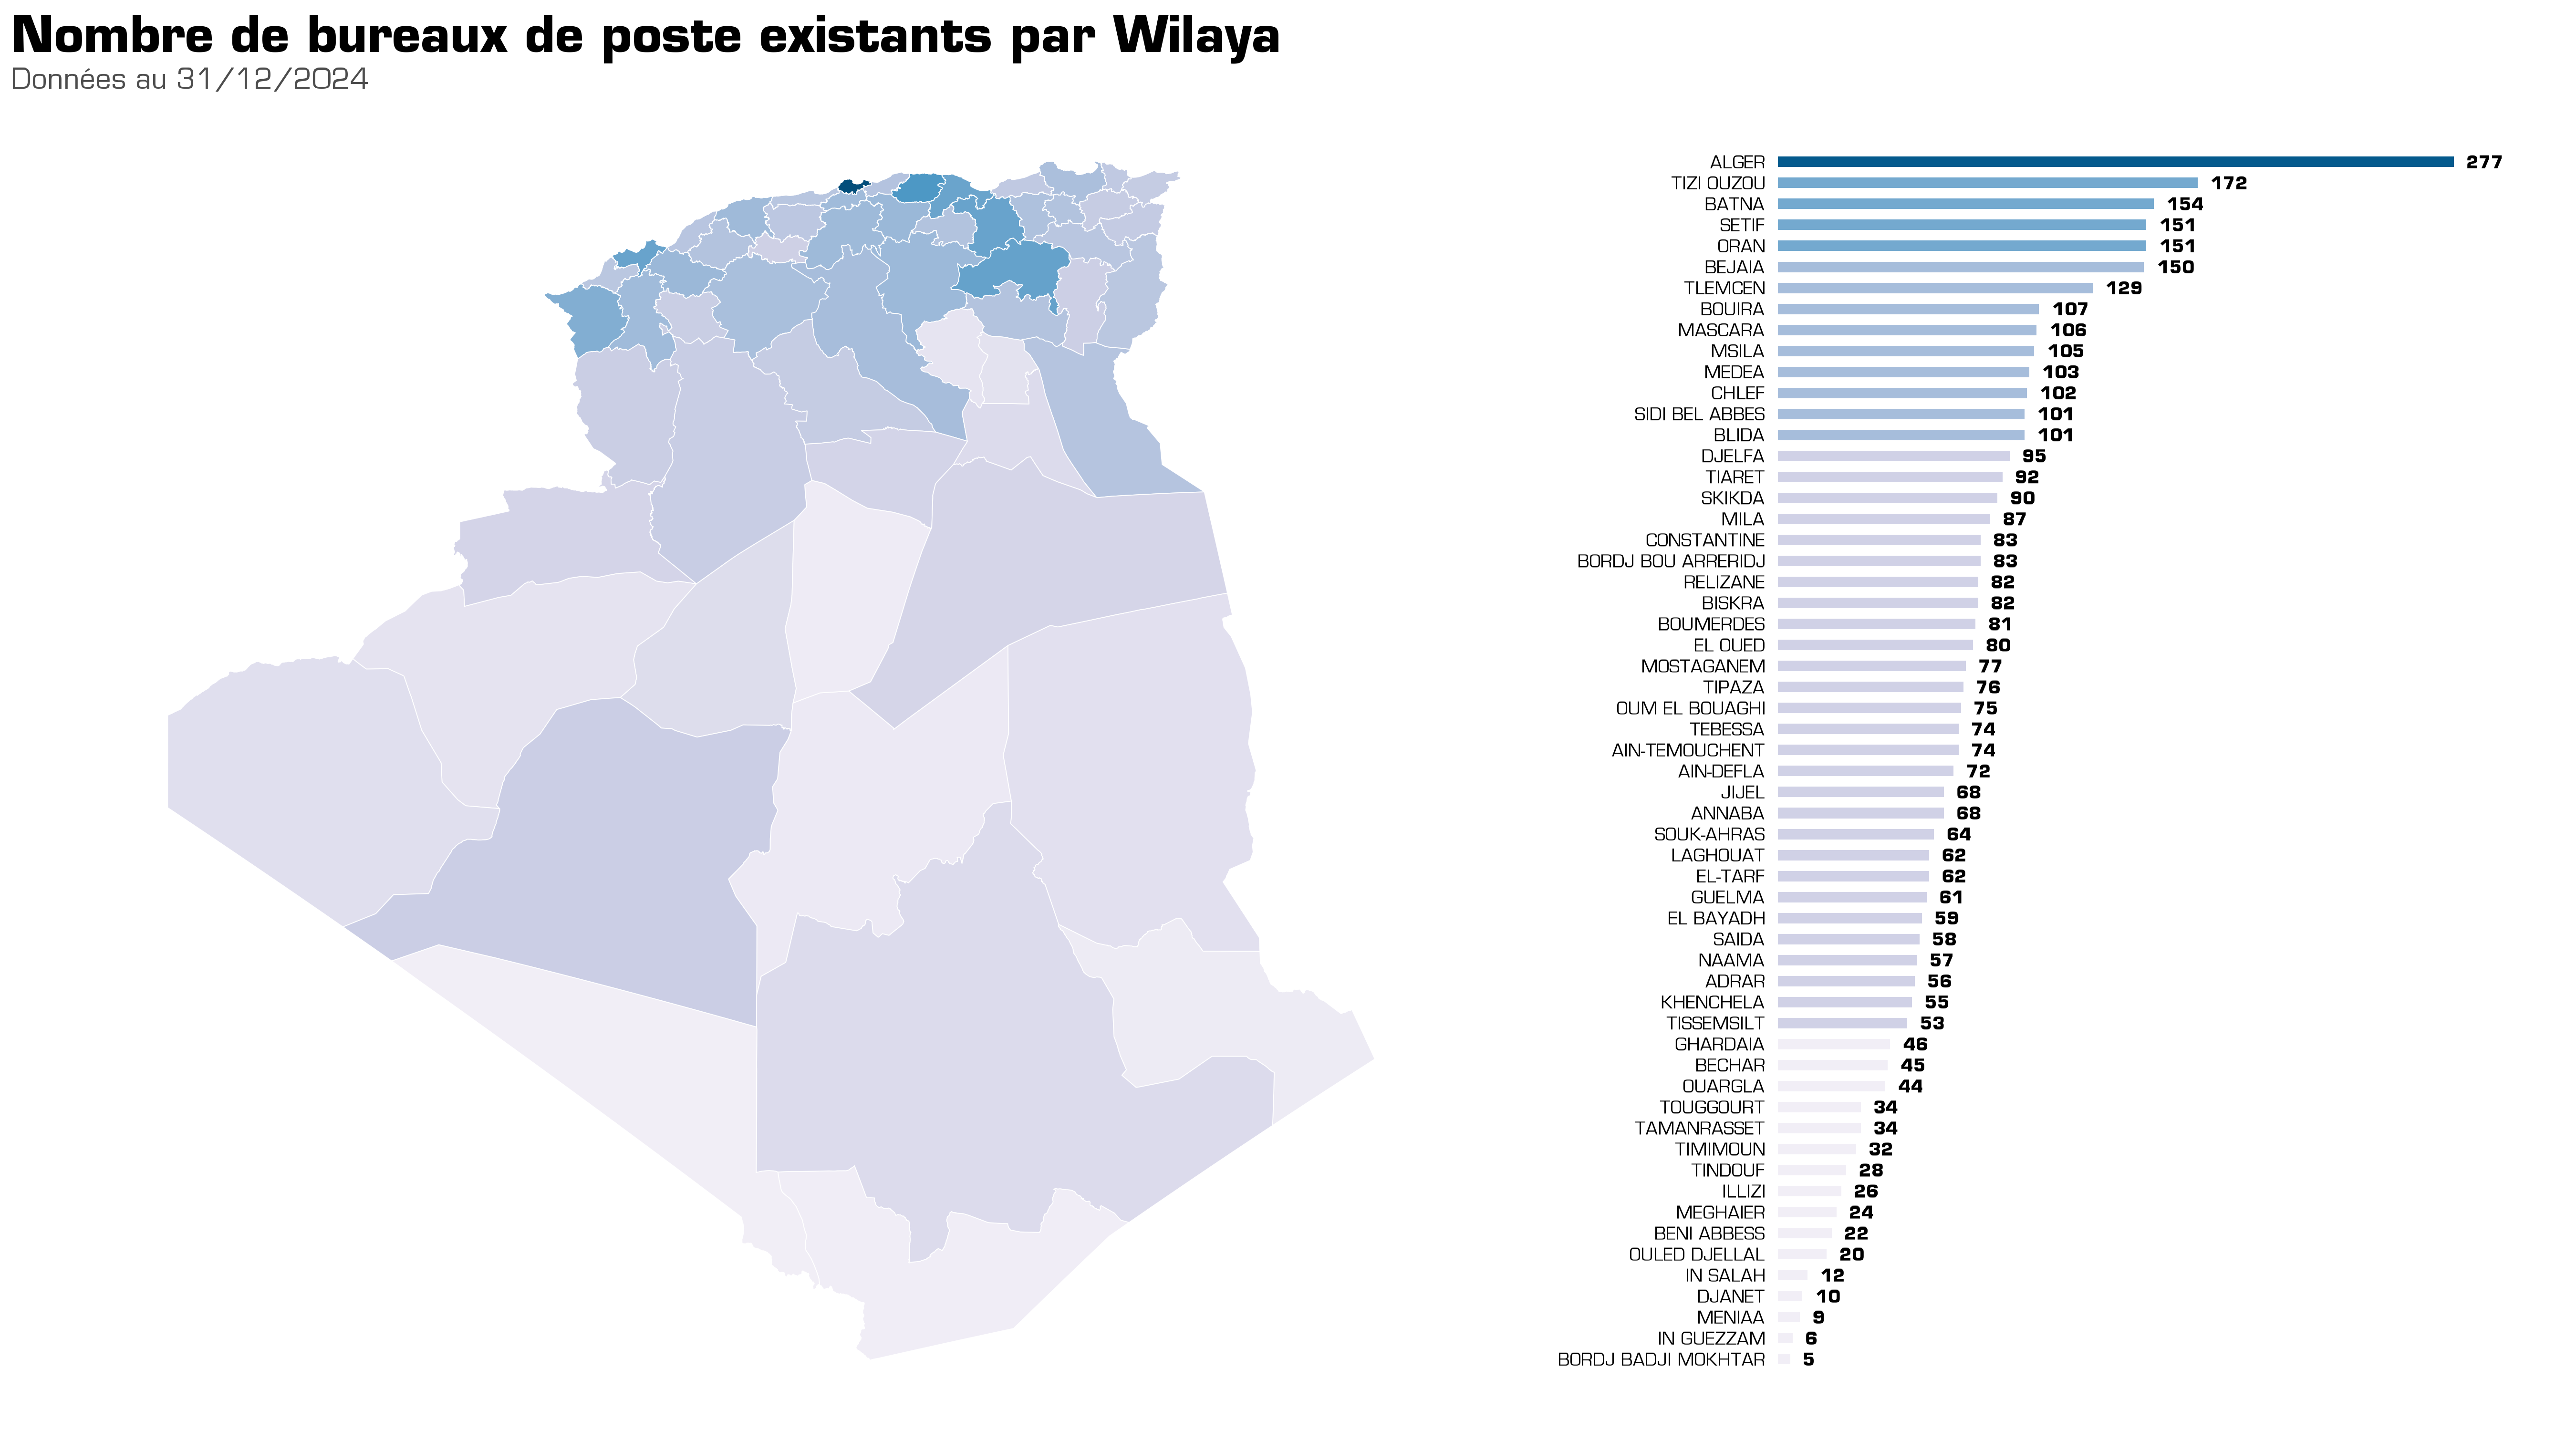 Nombre de bureaux de poste existants par Wilaya
Données au 31/12/2024
ALGER 277
TIZI OUZOU 172
BATNA 154
SETIF 151
ORAN 151
BEJAIA 150
TLEMCEN 129
BOUIRA 107
MASCARA 106
MSILA 105
MEDEA 103
CHLEF 102
SIDI BEL ABBES 101
BLIDA 101
DJELFA 95
TIARET 92
SKIKDA 90
MILA 87
CONSTANTINE 83
BORDJ BOU ARRERIDJ 83
RELIZANE 82
BISKRA 82
BOUMERDES 81
EL OUED 80
MOSTAGANEM 77
TIPAZA 76
OUM EL BOUAGHI 75
TEBESSA 74
AIN-TEMOUCHENT 74
AIN-DEFLA 72
JIJEL 68
ANNABA 68
SOUK-AHRAS 64
LAGHOUAT 62
EL-TARF 62
GUELMA 61
EL BAYADH 59
SAIDA 58
NAAMA 57
ADRAR 56
KHENCHELA 55
TISSEMSILT 53
GHARDAIA 46
BECHAR 45
OUARGLA 44
TOUGGOURT 34
TAMANRASSET 34
TIMIMOUN 32
TINDOUF 28
ILLIZI 26
MEGHAIER 24
BENI ABBESS 22
OULED DJELLAL 20
IN SALAH 12
DJANET 10
MENIAA 9
IN GUEZZAM 6
BORDJ BADJI MOKHTAR 5